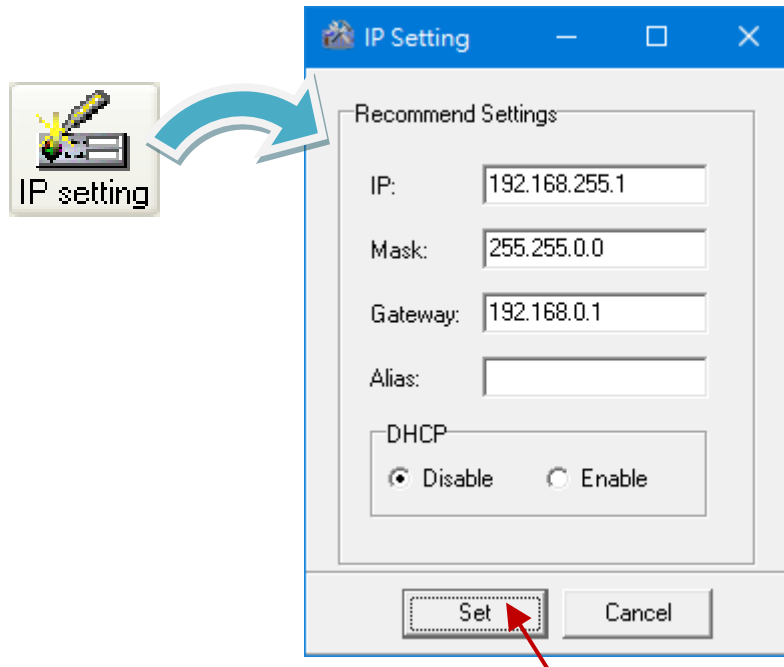 IP setting
IP Setting
Recommend Settings
IP: 192.168.255.1
Mask: 255.255.0.0
Gateway: 192.168.0.1
Alias:
DHCP
Disable Enable
Set Cancel